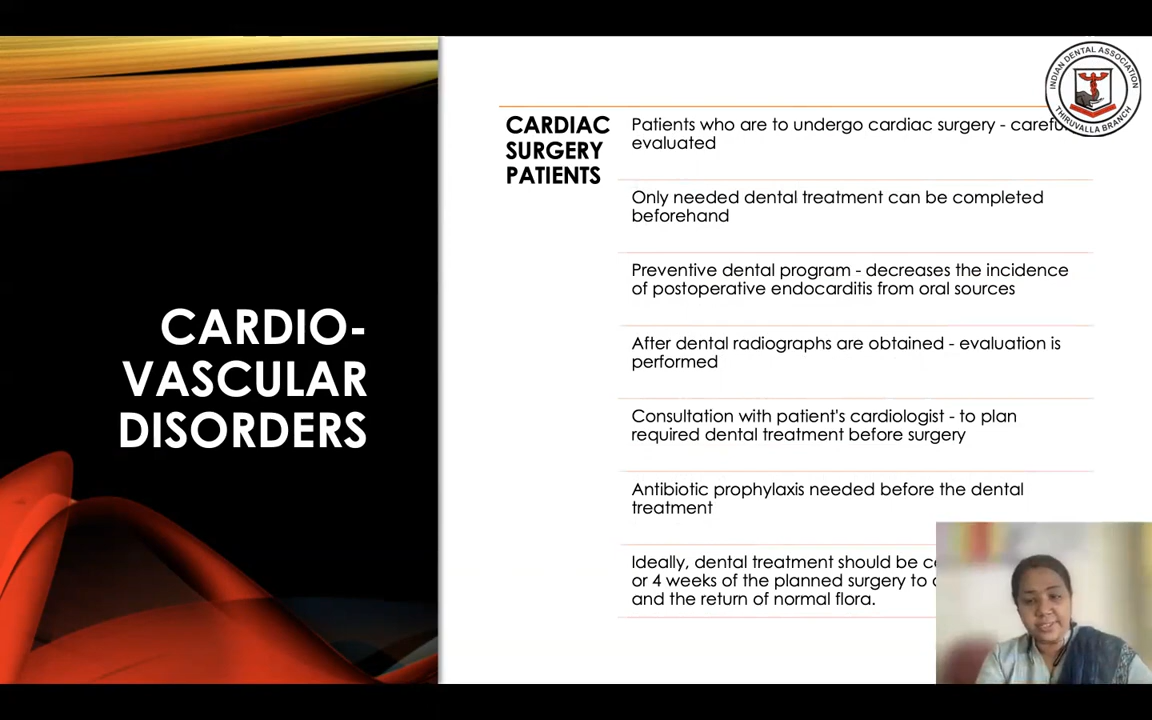 INDIAN DENTAL ASSOCIATION
THIRUVALLA BRANCH
CARDIO-
VASCULAR
DISORDERS
CARDIAC
SURGERY
PATIENTS
Patients who are to undergo cardiac surgery -
evaluated
Only needed dental treatment can be completed
beforehand
Preventive dental program - decreases the incidence
of postoperative endocarditis from oral sources
After dental radiographs are obtained - evaluation is
performed
Consultation with patient's cardiologist - to plan
required dental treatment before surgery
Antibiotic prophylaxis needed before the dental
treatment
Ideally, dental treatment should be
or 4 weeks of the planned surgery to
and the return of normal flora.